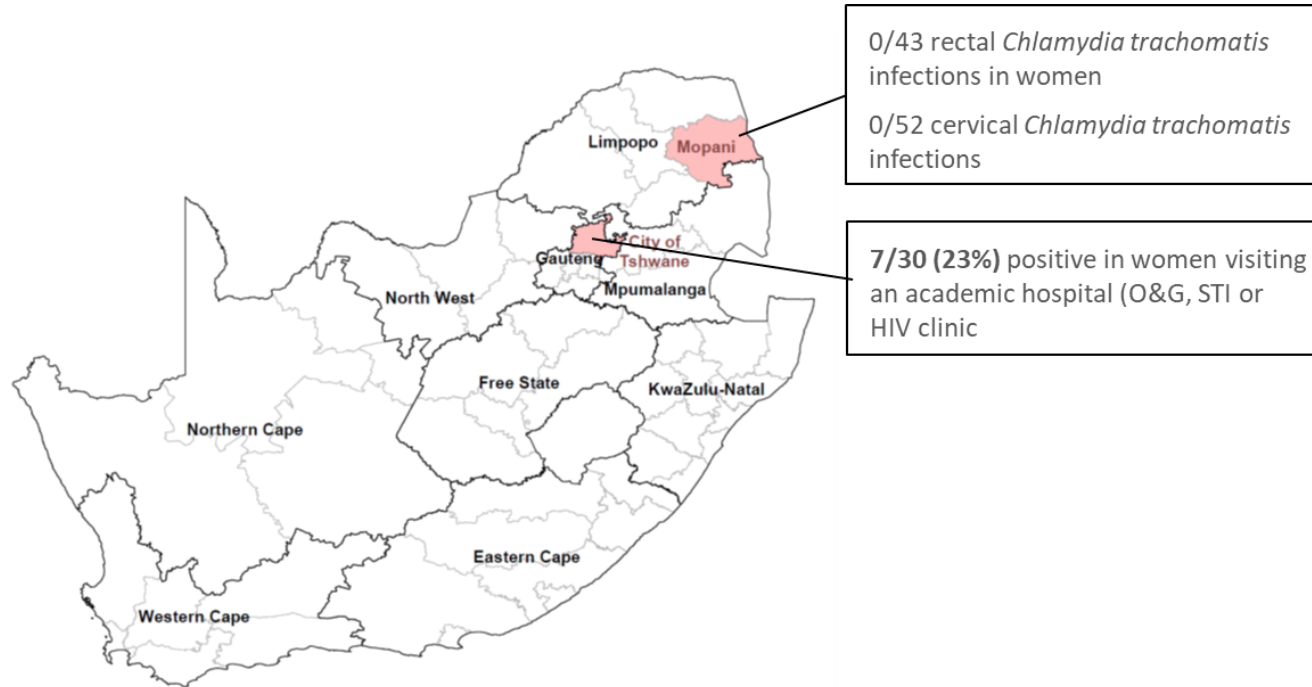 0/43 rectal Chlamydia trachomatis
infections in women
0/52 cervical Chlamydia trachomatis
infections
Limpopo
Mopani
7/30 (23%) positive in women visiting
an academic hospital (O&G, STI or
HIV clinic
City of
Tshwane
Gauteng
Mpumalanga
North West
Free State
KwaZulu-Natal
Northern Cape
Eastern Cape
Western Cape